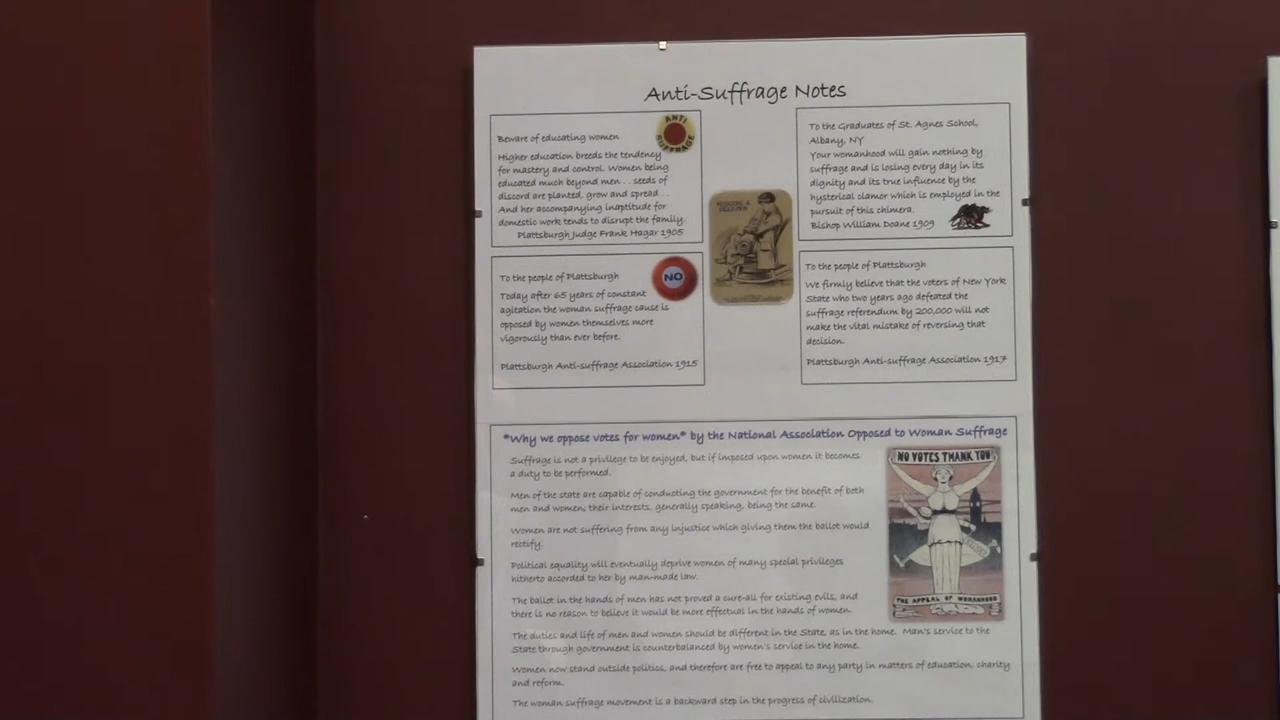 Anti-Suffrage Notes
Beware of educating women
ANTI SUFFRAGE
Higher education breeds the tendency
for mastery and control. Women being
educated much beyond men . . seeds of
discord are planted, grow and spread . .
And her accompanying inaptitude for
domestic work tends to disrupt the family.
Plattsburgh Judge Frank Hagar 1905
To the Graduates of St. Agnes School,
Albany, NY
Your womanhood will gain nothing by
suffrage and is losing every day in its
dignity and its true influence by the
hysterical clamor which is employed in the
pursuit of this chimera.
Bishop William Doane 1909
To the people of Plattsburgh
NO
Today after 65 years of constant
agitation the woman suffrage cause is
opposed by women themselves more
vigorously than ever before.
Plattsburgh Anti-suffrage Association 1915
To the people of Plattsburgh
We firmly believe that the voters of New York
State who two years ago defeated the
suffrage referendum by 200,000 will not
make the vital mistake of reversing that
decision.
Plattsburgh Anti-suffrage Association 1917
"Why we oppose votes for women" by the National Association Opposed to Woman Suffrage
Suffrage is not a privilege to be enjoyed, but if imposed upon women it becomes
a duty to be performed.
Men of the state are capable of conducting the government for the benefit of both
men and women; their interests, generally speaking, being the same.
Women are not suffering from any injustice which giving them the ballot would
rectify.
Political equality will eventually deprive women of many special privileges
hitherto accorded to her by man-made law.
The ballot in the hands of men has not proved a cure-all for existing evils, and
there is no reason to believe it would be more effectual in the hands of women.
The duties and life of men and women should be different in the State, as in the home. Man's service to the
State through government is counterbalanced by women's service in the home.
Women now stand outside politics, and therefore are free to appeal to any party in matters of education, charity
and reform.
The woman suffrage movement is a backward step in the progress of civilization.
NO VOTES THANK YOU
THE APPEAL OF WOMANHOOD